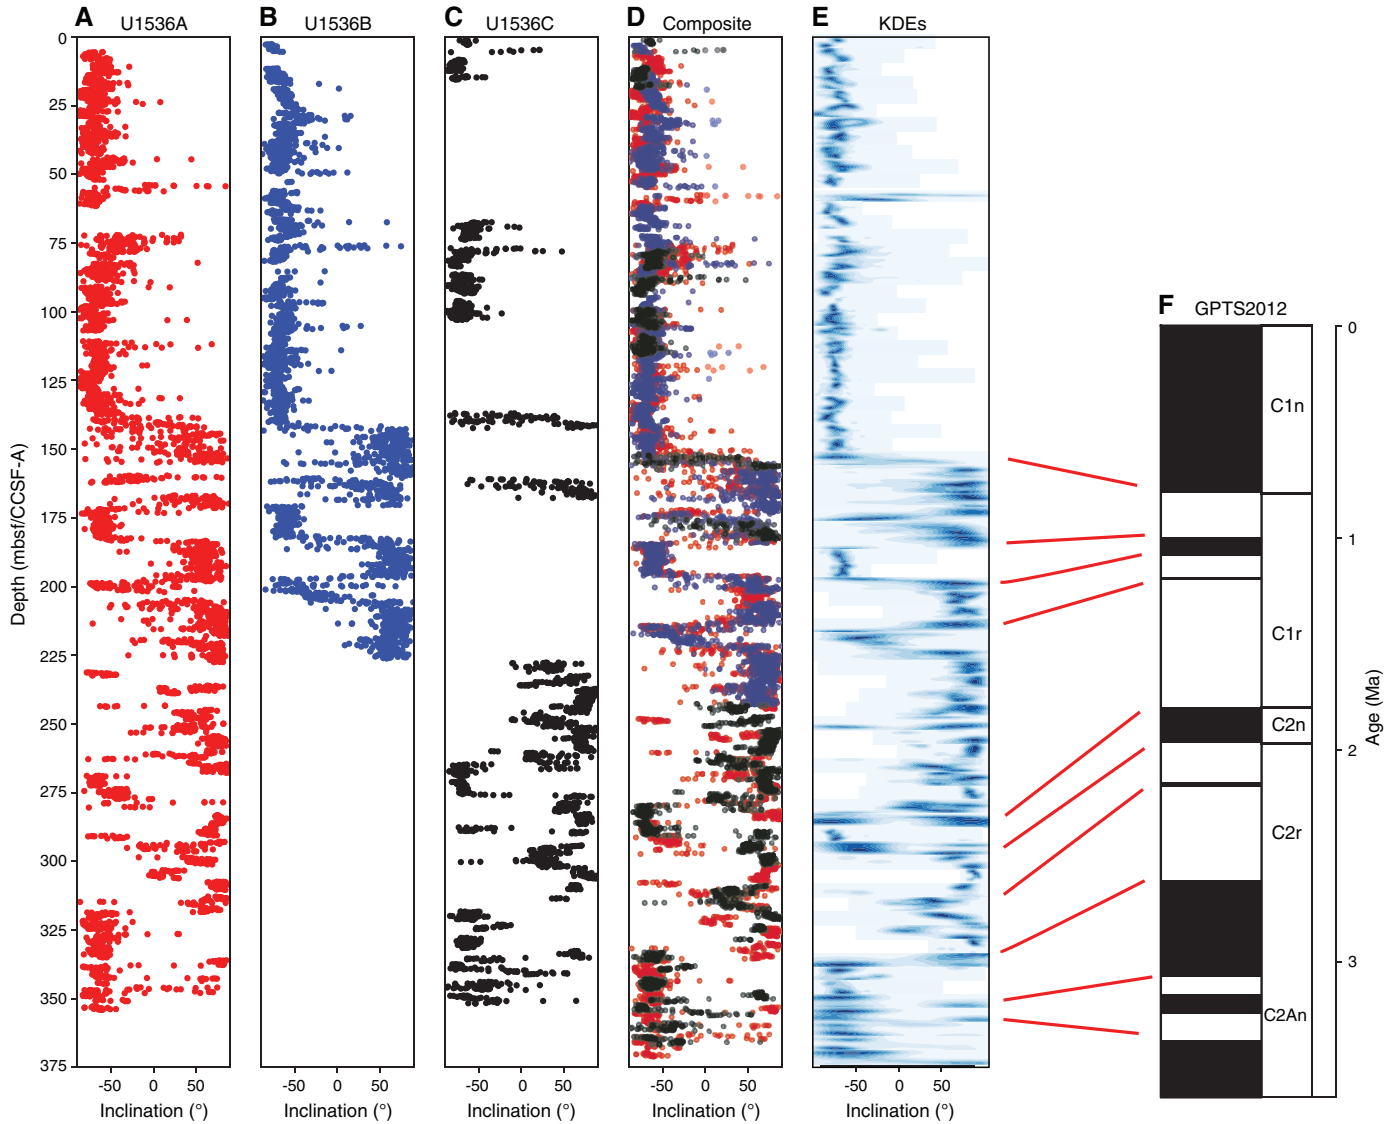 A U1536A
B U1536B
C U1536C
D Composite
E KDEs
F GPTS2012
Depth (mbsf/CCSF-A)
0
25
50
75
100
125
150
175
200
225
250
275
300
325
350
375
-50 0 50
Inclination (°)
-50 0 50
Inclination (°)
-50 0 50
Inclination (°)
-50 0 50
Inclination (°)
-50 0 50
Inclination (°)
C1n
C1r
C2n
C2r
C2An
0
1
2
3
Age (Ma)